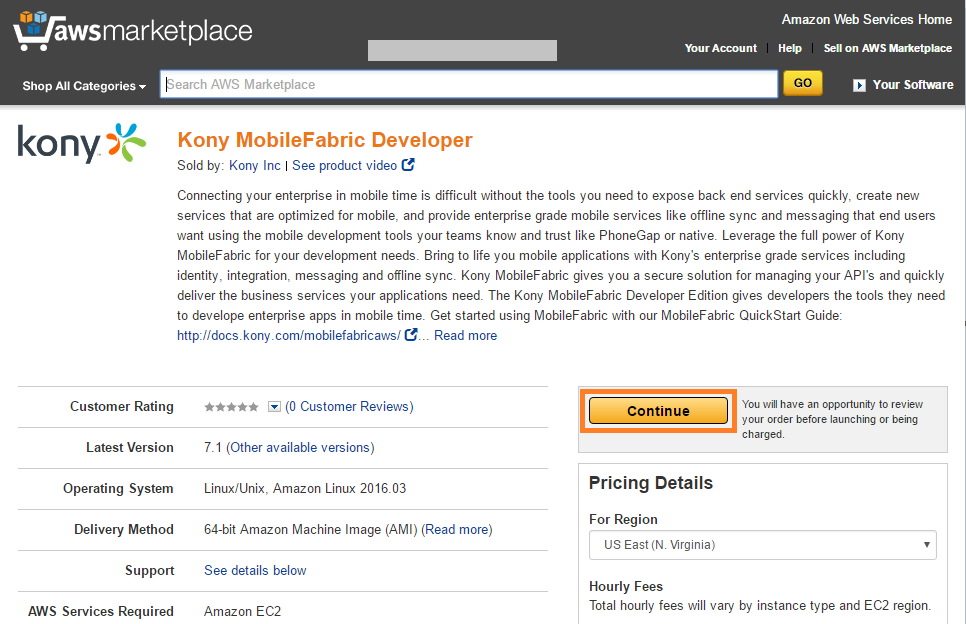 awsmarketplace
Amazon Web Services Home
Your Account | Help | Sell on AWS Marketplace
Shop All Categories
Search AWS Marketplace
GO
Your Software
kony
Kony MobileFabric Developer
Sold by: Kony Inc | See product video
Connecting your enterprise in mobile time is difficult without the tools you need to expose back end services quickly, create new
services that are optimized for mobile, and provide enterprise grade mobile services like offline sync and messaging that end users
want using the mobile development tools your teams know and trust like PhoneGap or native. Leverage the full power of Kony
MobileFabric for your development needs. Bring to life you mobile applications with Kony's enterprise grade services including
identity, integration, messaging and offline sync. Kony MobileFabric gives you a secure solution for managing your API's and quickly
deliver the business services your applications need. The Kony MobileFabric Developer Edition gives developers the tools they need
to develope enterprise apps in mobile time. Get started using MobileFabric with our MobileFabric QuickStart Guide:
http://docs.kony.com/mobilefabricaws/ ... Read more
Customer Rating (0 Customer Reviews)
Latest Version 7.1 (Other available versions)
Operating System Linux/Unix, Amazon Linux 2016.03
Delivery Method 64-bit Amazon Machine Image (AMI) (Read more)
Support See details below
AWS Services Required Amazon EC2
Continue
You will have an opportunity to review
your order before launching or being
charged.
Pricing Details
For Region
US East (N. Virginia)
Hourly Fees
Total hourly fees will vary by instance type and EC2 region.